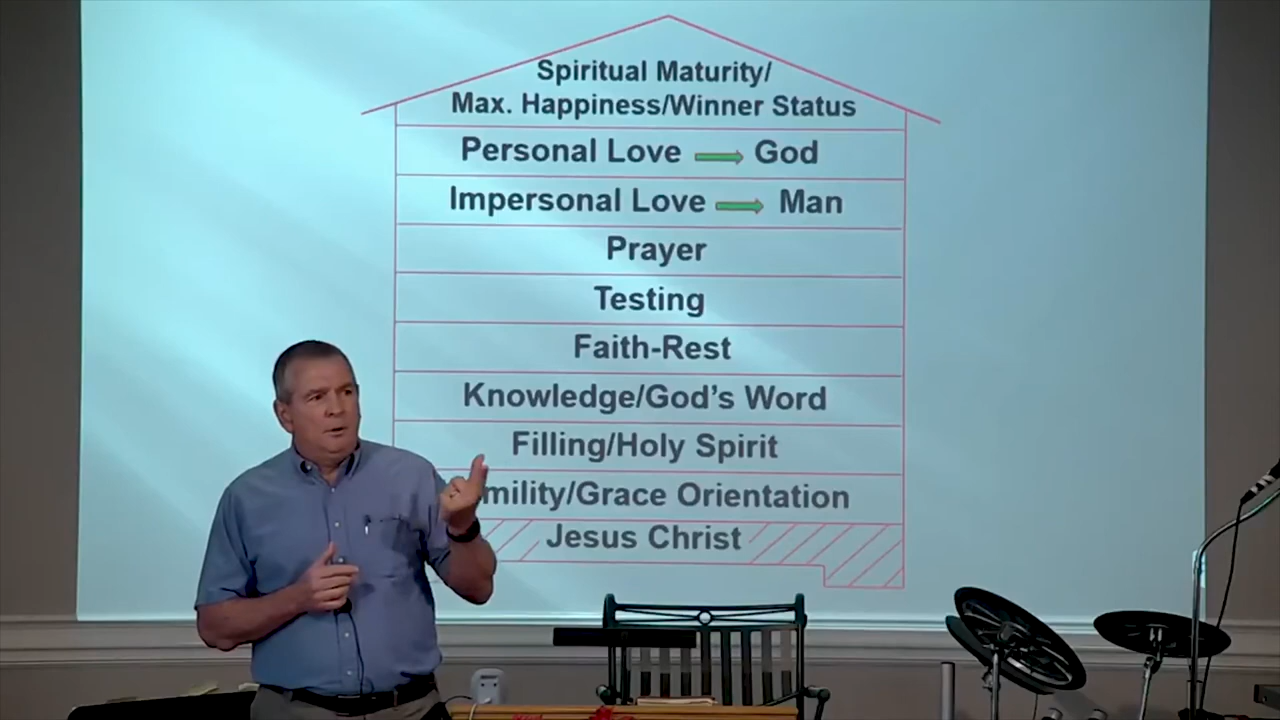 Spiritual Maturity/
Max. Happiness/Winner Status
Personal Love God
Impersonal Love Man
Prayer
Testing
Faith-Rest
Knowledge/God's Word
Filling/Holy Spirit
mility/Grace Orientation
Jesus Christ